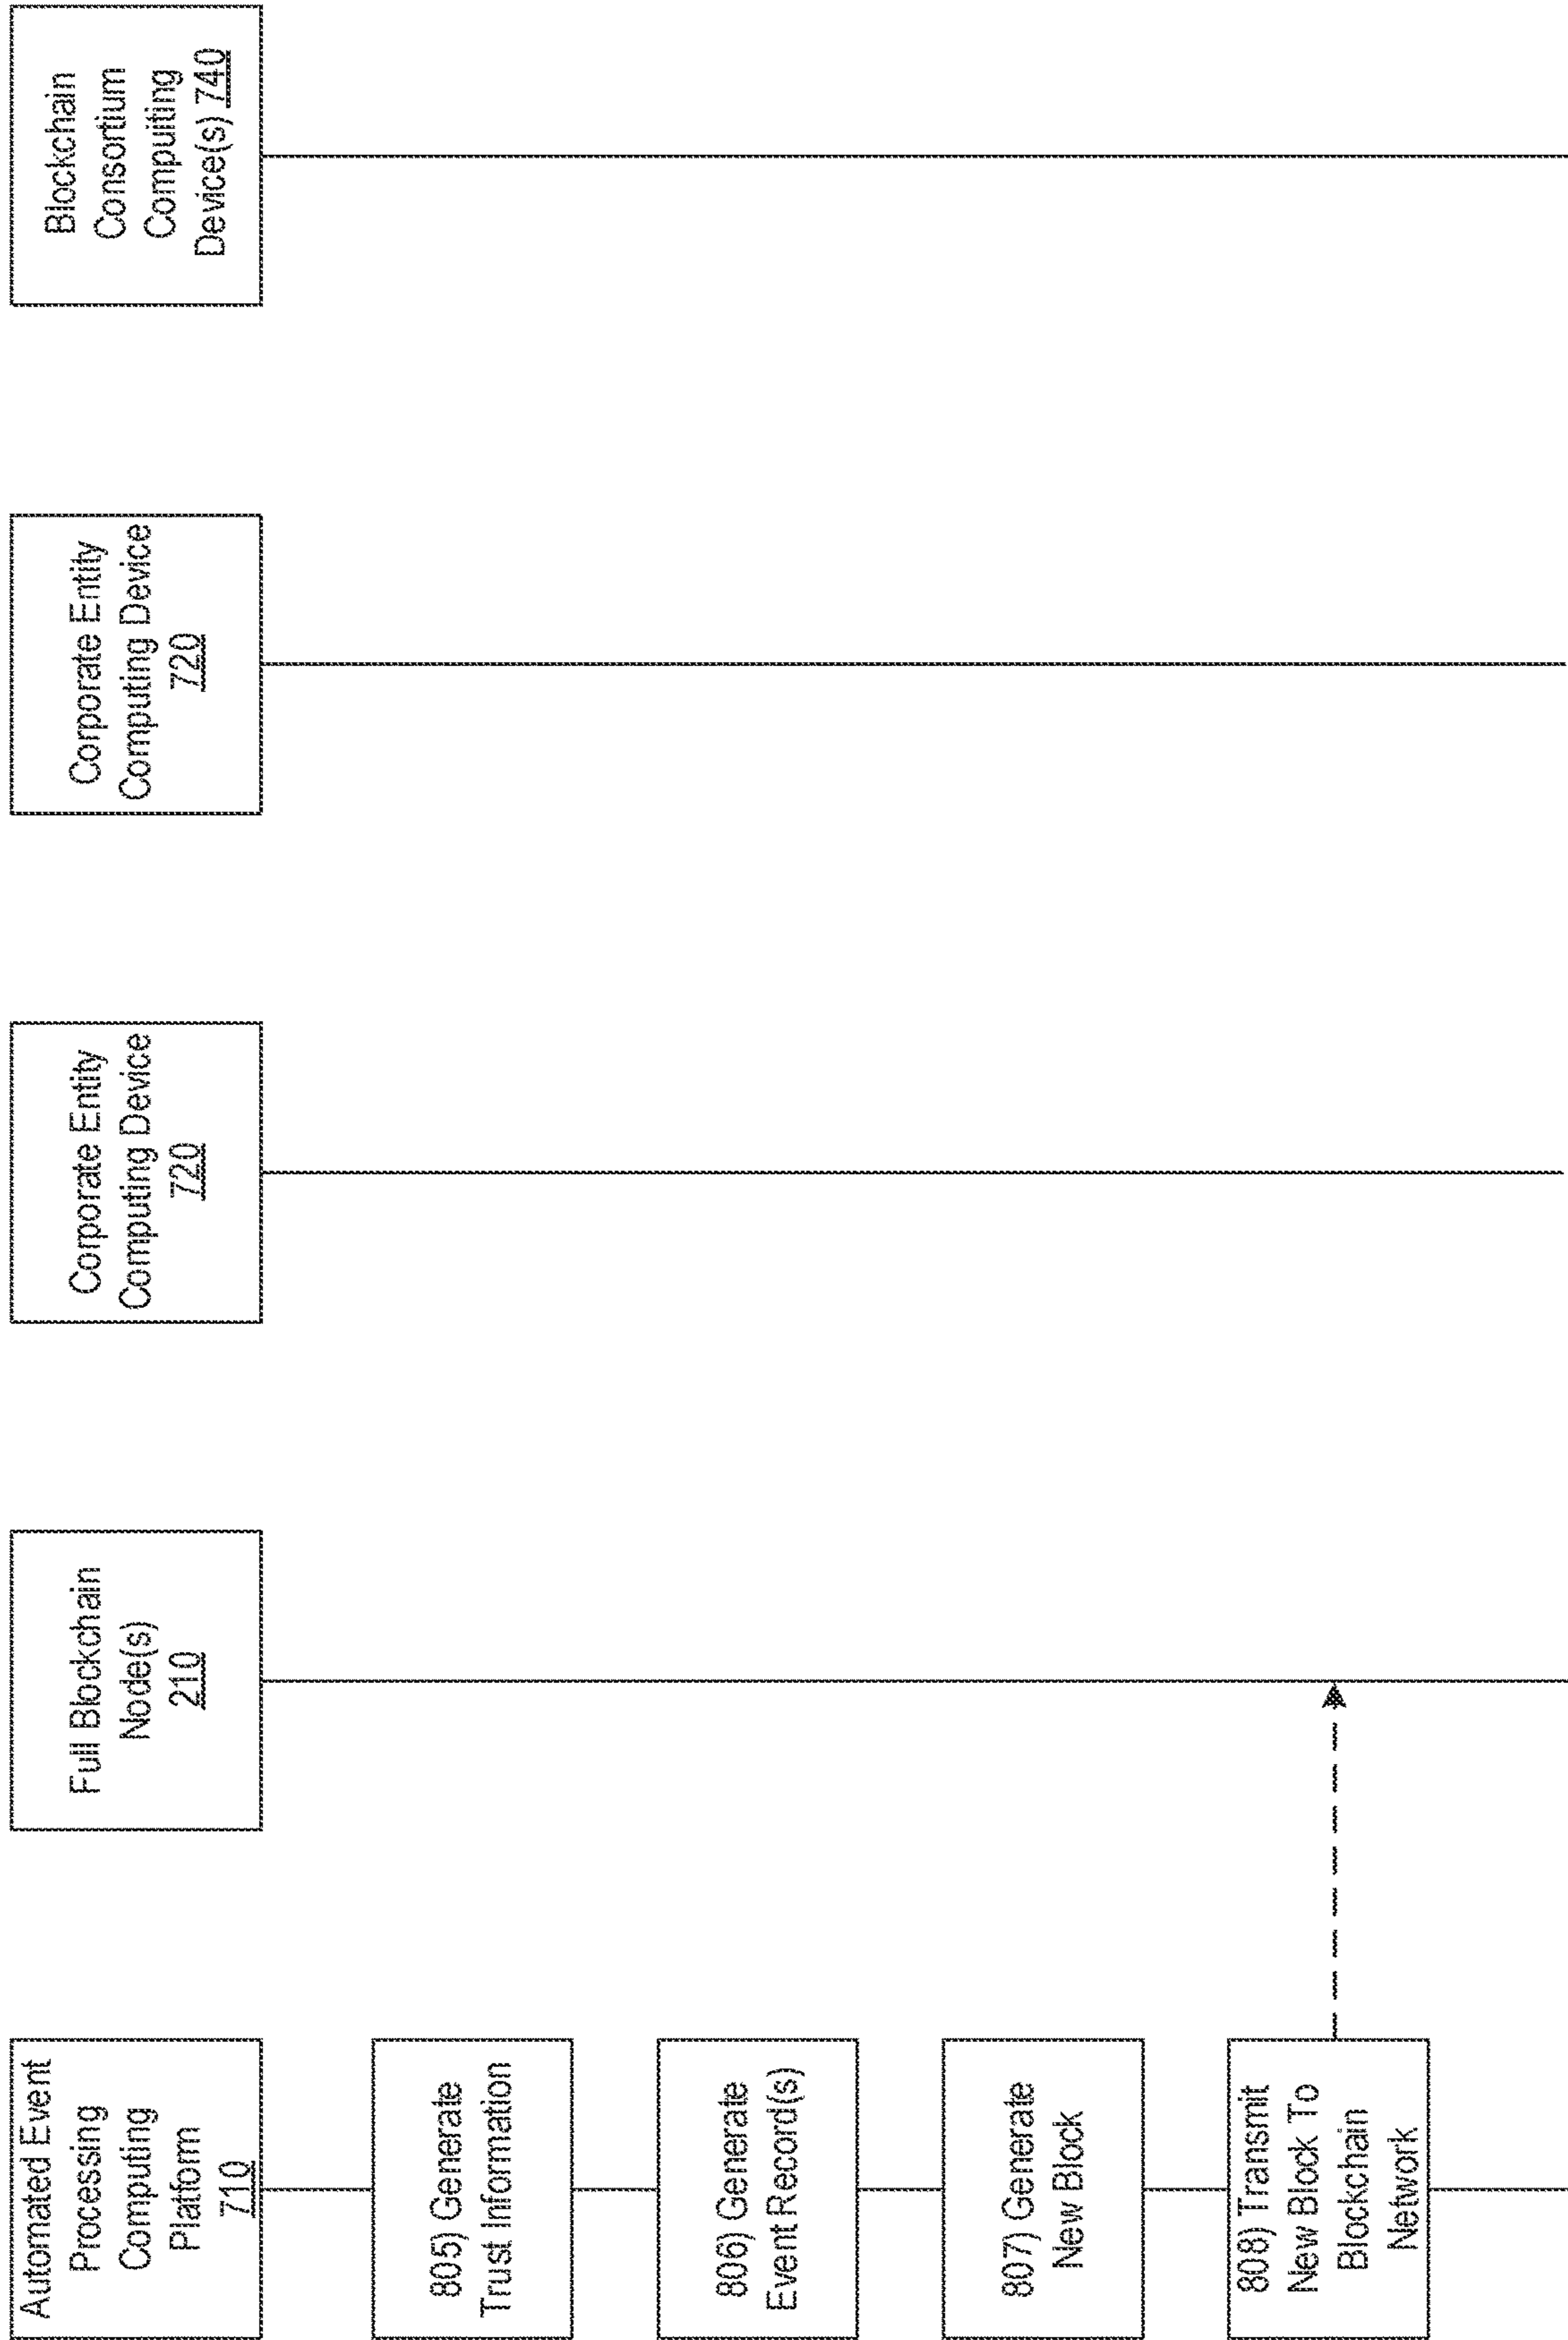 Automated Event
Processing
Computing
Platform
710
Full Blockchain
Node(s)
210
Corporate Entity
Computing Device
720
Corporate Entity
Computing Device
720
Blockchain
Consortium
Compuiting
Device(s) 740
805) Generate
Trust Information
806) Generate
Event Record(s)
807) Generate
New Block
808) Transmit
New Block To
Blockchain
Network